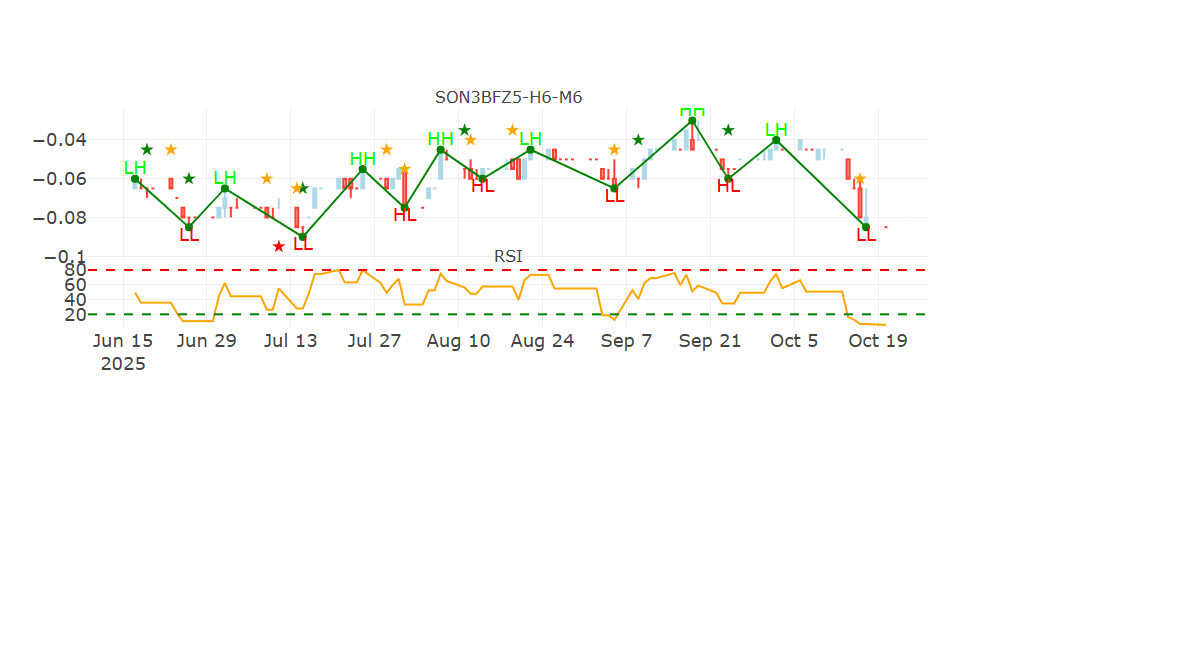 SON3BFZ5-H6-M6
HH
−0.04
LH
HH
LH
LH
−0.06
LH
HL
HL
LL
−0.08
HL
LL
LL
LL
−0.1
RSI
80
60
40
20
Jun 15
2025
Jun 29
Jul 13
Jul 27
Aug 10
Aug 24
Sep 7
Sep 21
Oct 5
Oct 19